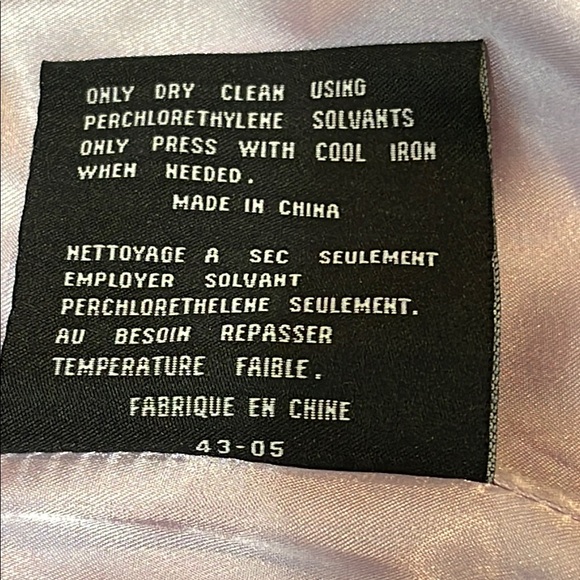 ONLY DRY CLEAN USING
PERCHLORETHYLENE SOLVANTS
ONLY PRESS WITH COOL IRON
WHEN NEEDED.
MADE IN CHINA
NETTOYAGE A SEC SEULEMENT
EMPLOYER SOLVANT
PERCHLORETHELENE SEULEMENT.
AU BESOIN REPASSER
TEMPERATURE FAIBLE.
FABRIQUE EN CHINE
43-05